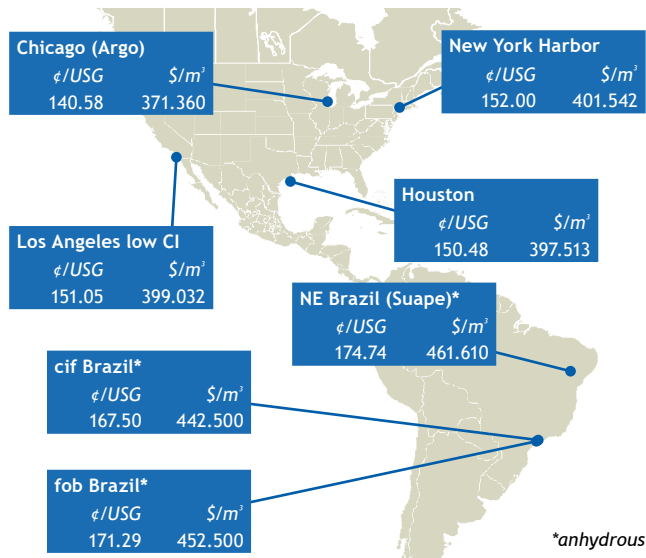 Chicago (Argo)
¢/USG $/m³
140.58 371.360
New York Harbor
¢/USG $/m³
152.00 401.542
Houston
¢/USG $/m³
150.48 397.513
Los Angeles low CI
¢/USG $/m³
151.05 399.032
NE Brazil (Suape)*
¢/USG $/m³
174.74 461.610
cif Brazil*
¢/USG $/m³
167.50 442.500
fob Brazil*
¢/USG $/m³
171.29 452.500
*anhydrous